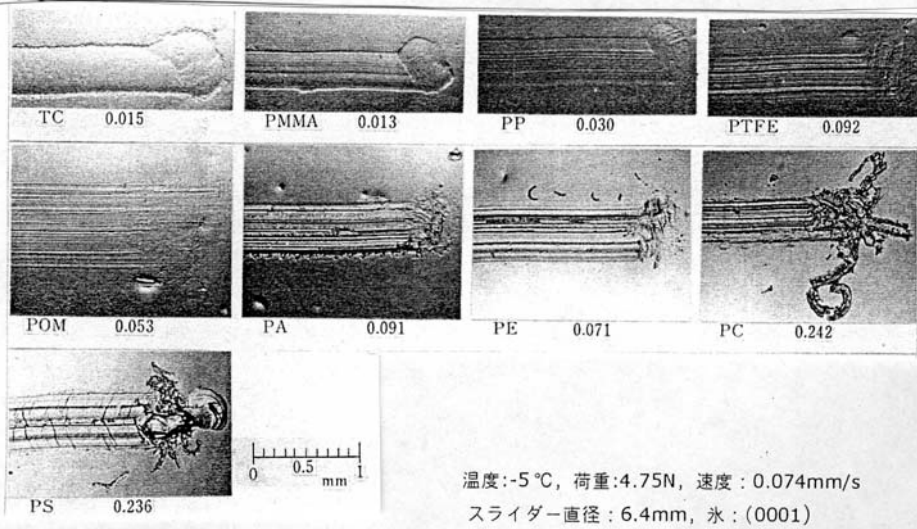 TC 0.015 PMMA 0.013 PP 0.030 PTFE 0.092
POM 0.053 PA 0.091 PE 0.071 PC 0.242
PS 0.236
0 0.5 1
mm
温度:-5℃, 荷重:4.75N, 速度:0.074mm/s
スライダー直径:6.4mm, 氷:(0001)